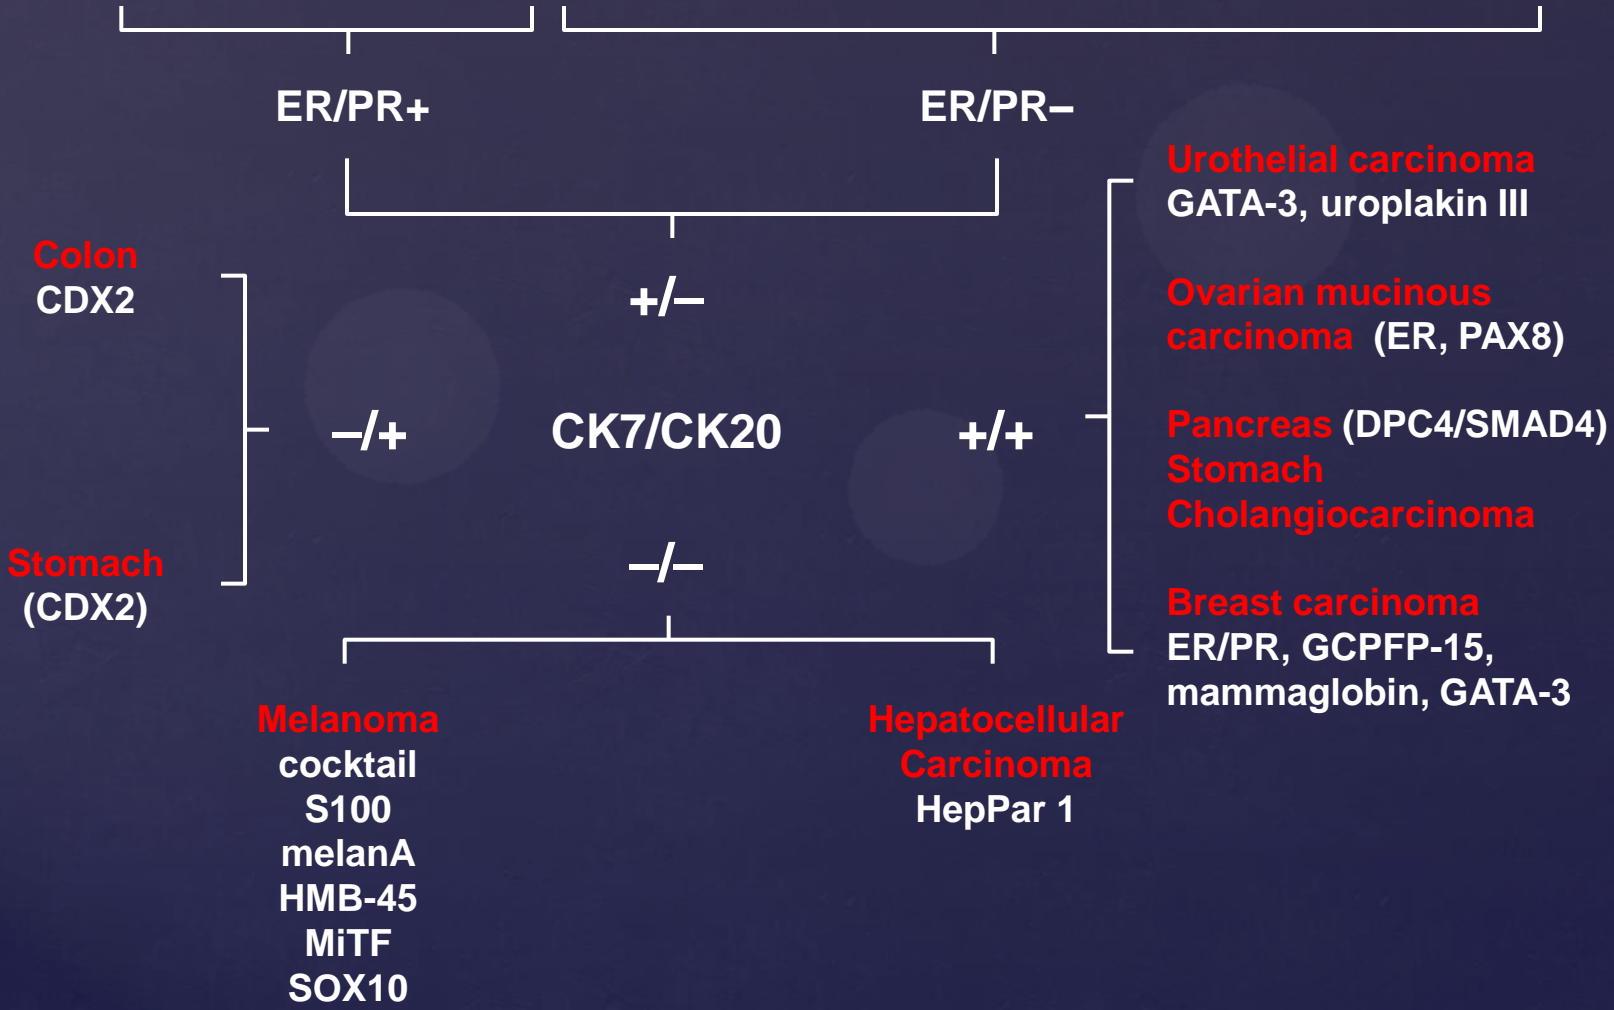 ER/PR+
ER/PR–
Urothelial carcinoma
GATA-3, uroplakin III
Colon
CDX2
+/–
Ovarian mucinous
carcinoma (ER, PAX8)
–/+
CK7/CK20
+/+
Pancreas (DPC4/SMAD4)
Stomach
Cholangiocarcinoma
Stomach
(CDX2)
–/–
Breast carcinoma
ER/PR, GCPFP-15,
mammaglobin, GATA-3
Melanoma
cocktail
S100
melanA
HMB-45
MiTF
SOX10
Hepatocellular
Carcinoma
HepPar 1